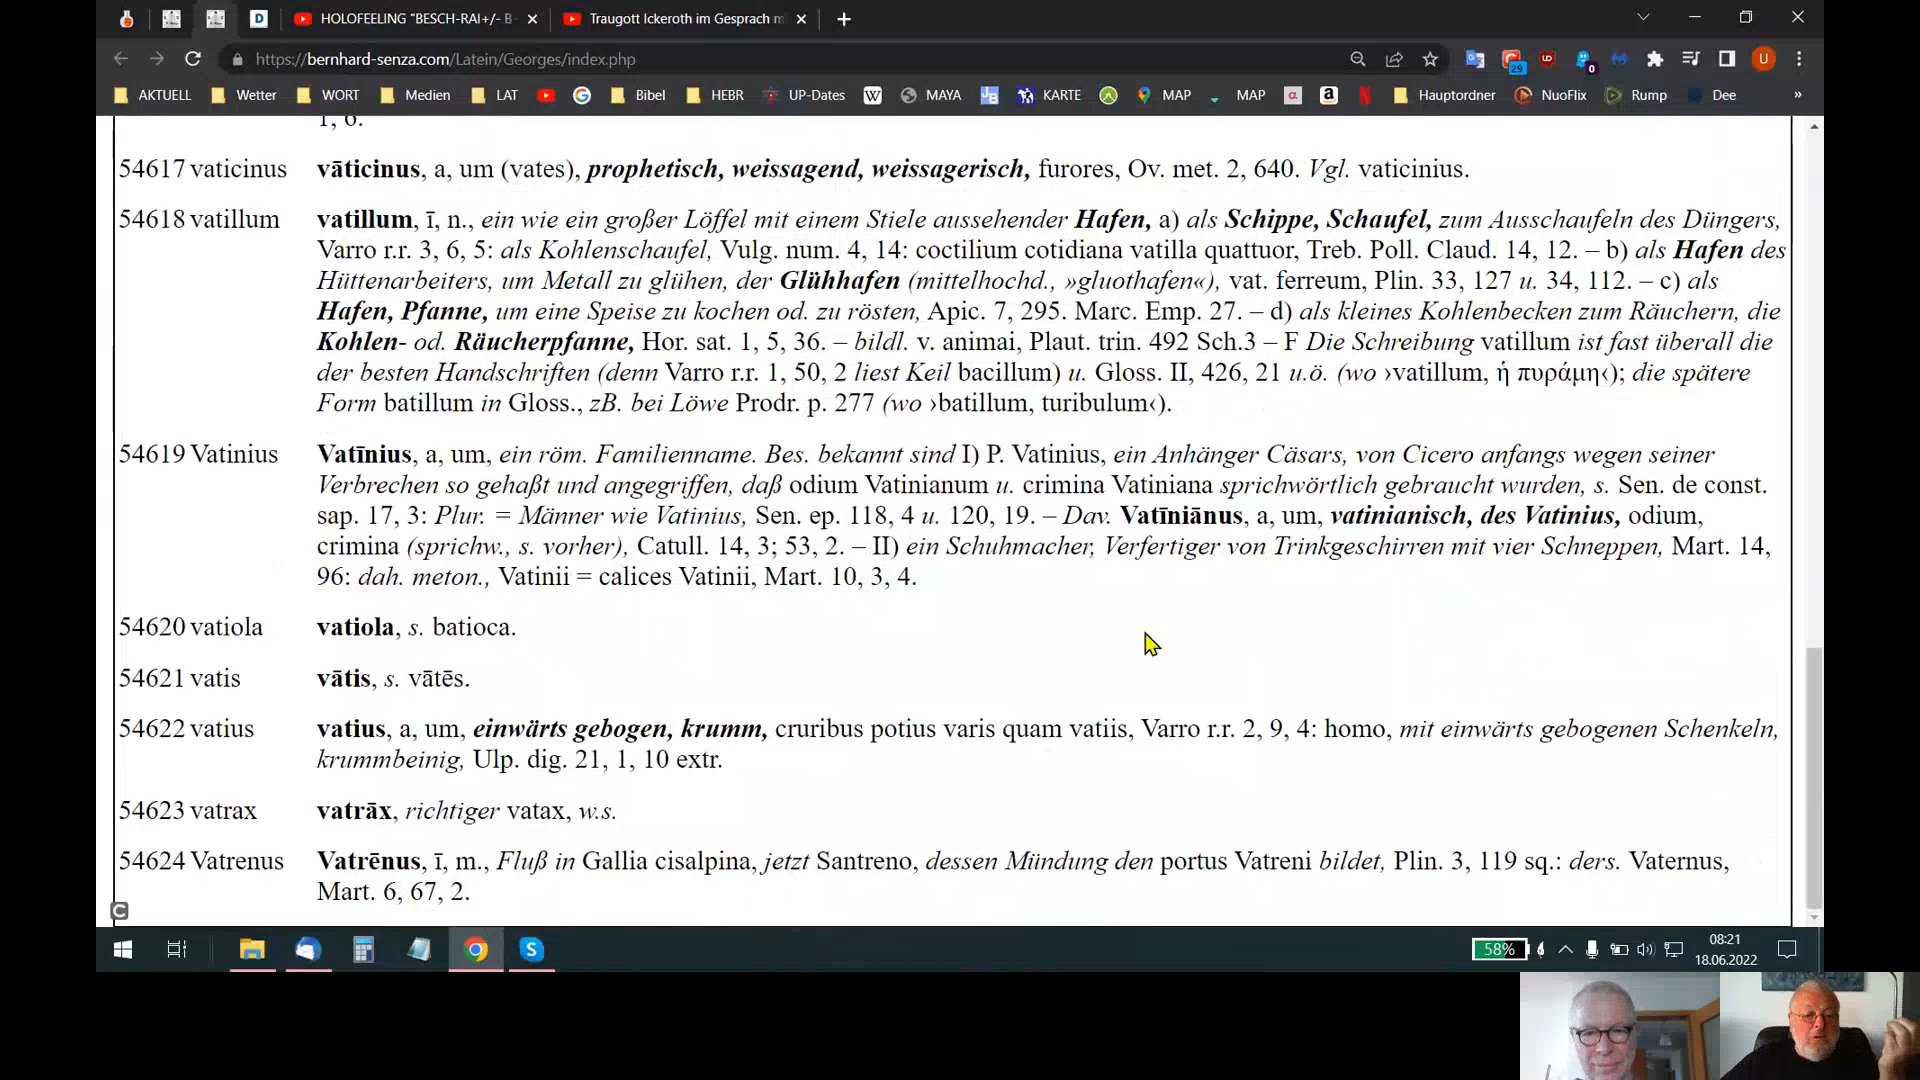 HOLOFEELING "BESCH-RAI+/- B
Traugott Ickeroth im Gespräch m
https://bernhard-senza.com/Latein/Georges/index.php
29
0
U
AKTUELL Wetter WORT Medien LAT Bibel HEBR UP-Dates MAYA KARTE MAP MAP Hauptordner NuoFlix Rump Dee »
1, 6.
54617 vaticinus vāticinus, a, um (vates), prophetisch, weissagend, weissagerisch, furores, Ov. met. 2, 640. Vgl. vaticinius.
54618 vatillum vatillum, ī, n., ein wie ein großer Löffel mit einem Stiele aussehender Hafen, a) als Schippe, Schaufel, zum Ausschaufeln des Düngers,
Varro r.r. 3, 6, 5: als Kohlenschaufel, Vulg. num. 4, 14: coctilium cotidiana vatilla quattuor, Treb. Poll. Claud. 14, 12. – b) als Hafen des
Hüttenarbeiters, um Metall zu glühen, der Glühhafen (mittelhochd., »gluothafen«), vat. ferreum, Plin. 33, 127 u. 34, 112. – c) als
Hafen, Pfanne, um eine Speise zu kochen od. zu rösten, Apic. 7, 295. Marc. Emp. 27. – d) als kleines Kohlenbecken zum Räuchern, die
Kohlen- od. Räucherpfanne, Hor. sat. 1, 5, 36. – bildl. v. animai, Plaut. trin. 492 Sch.3 – F Die Schreibung vatillum ist fast überall die
der besten Handschriften (denn Varro r.r. 1, 50, 2 liest Keil bacillum) u. Gloss. II, 426, 21 u.ö. (wo ›vatillum, ἡ πυράμη‹); die spätere
Form batillum in Gloss., zB. bei Löwe Prodr. p. 277 (wo ›batillum, turibulum‹).
54619 Vatinius Vatīnius, a, um, ein röm. Familienname. Bes. bekannt sind I) P. Vatinius, ein Anhänger Cäsars, von Cicero anfangs wegen seiner
Verbrechen so gehaßt und angegriffen, daß odium Vatinianum u. crimina Vatiniana sprichwörtlich gebraucht wurden, s. Sen. de const.
sap. 17, 3: Plur. = Männer wie Vatinius, Sen. ep. 118, 4 u. 120, 19. – Dav. Vatīniānus, a, um, vatinianisch, des Vatinius, odium,
crimina (sprichw., s. vorher), Catull. 14, 3; 53, 2. – II) ein Schuhmacher, Verfertiger von Trinkgeschirren mit vier Schneppen, Mart. 14,
96: dah. meton., Vatinii = calices Vatinii, Mart. 10, 3, 4.
54620 vatiola vatiola, s. batioca.
54621 vatis vātis, s. vātēs.
54622 vatius vatius, a, um, einwärts gebogen, krumm, cruribus potius varis quam vatiis, Varro r.r. 2, 9, 4: homo, mit einwärts gebogenen Schenkeln,
krummbeinig, Ulp. dig. 21, 1, 10 extr.
54623 vatrax vatrāx, richtiger vatax, w.s.
54624 Vatrenus Vatrēnus, ī, m., Fluß in Gallia cisalpina, jetzt Santreno, dessen Mündung den portus Vatreni bildet, Plin. 3, 119 sq.: ders. Vaternus,
Mart. 6, 67, 2.
58%
08:21
18.06.2022